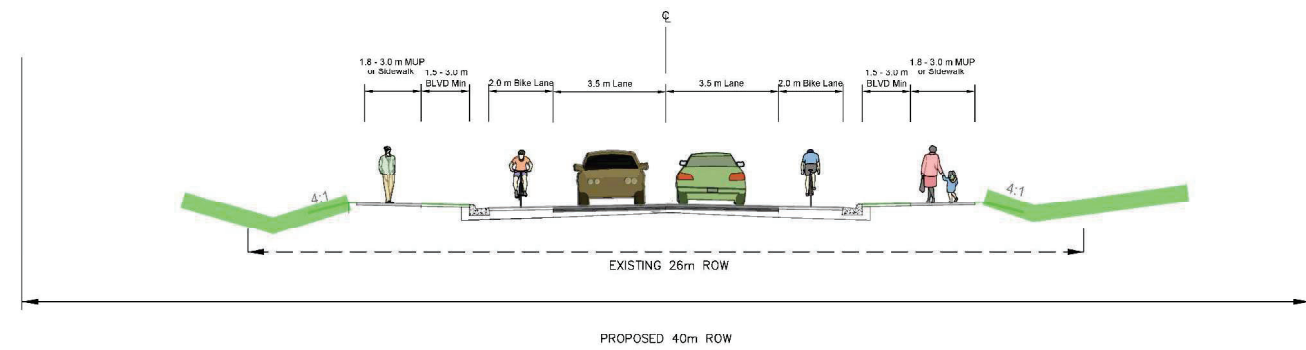 ℄
1.8 - 3.0 m MUP
or Sidewalk
1.5 - 3.0 m
BLVD Min
2.0 m Bike Lane
3.5 m Lane
3.5 m Lane
2.0 m Bike Lane
1.5 - 3.0 m
BLVD Min
1.8 - 3.0 m MUP
or Sidewalk
4:1
4:1
EXISTING 26m ROW
PROPOSED 40m ROW